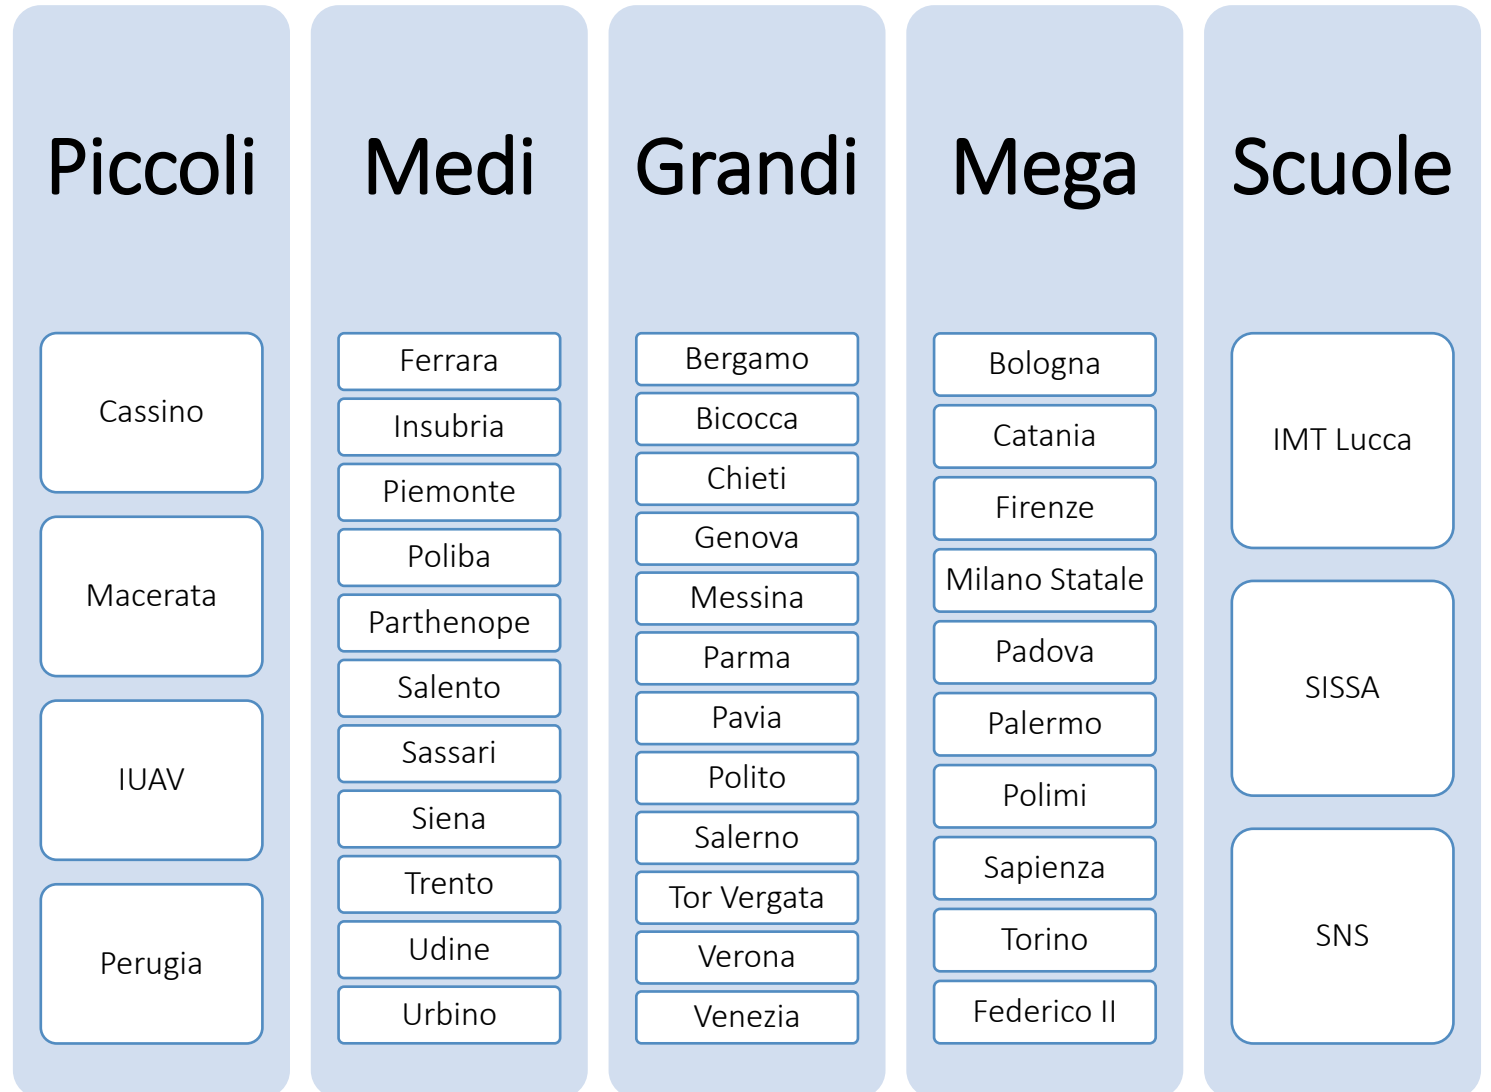 Piccoli
Cassino
Macerata
IUAV
Perugia
Medi
Ferrara
Insubria
Piemonte
Poliba
Parthenope
Salento
Sassari
Siena
Trento
Udine
Urbino
Grandi
Bergamo
Bicocca
Chieti
Genova
Messina
Parma
Pavia
Polito
Salerno
Tor Vergata
Verona
Venezia
Mega
Bologna
Catania
Firenze
Milano Statale
Padova
Palermo
Polimi
Sapienza
Torino
Federico II
Scuole
IMT Lucca
SISSA
SNS